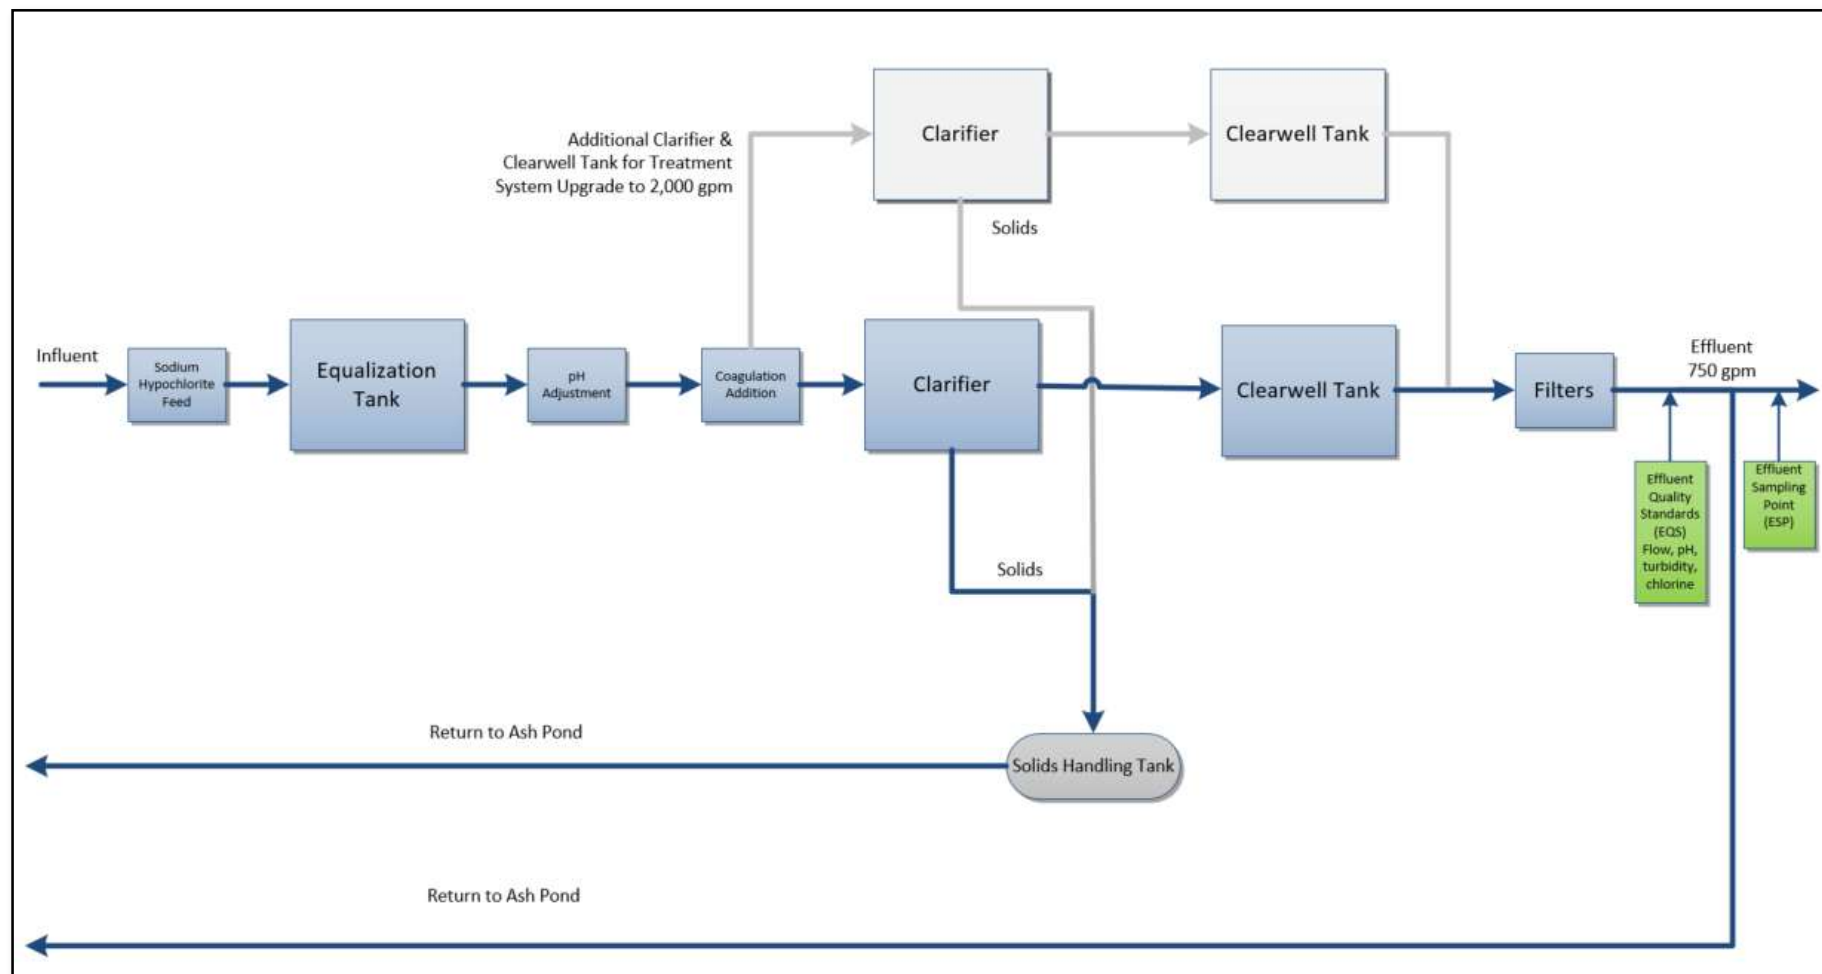 Clarifier
Clearwell Tank
Additional Clarifier &
Clearwell Tank for Treatment
System Upgrade to 2,000 gpm
Solids
Influent
Sodium
Hypochlorite
Feed
Equalization
Tank
pH
Adjustment
Coagulation
Addition
Clarifier
Clearwell Tank
Filters
Effluent
750 gpm
Effluent
Quality
Standards
(EQS)
Flow, pH,
turbidity,
chlorine
Effluent
Sampling
Point
(ESP)
Solids
Return to Ash Pond
Solids Handling Tank
Return to Ash Pond